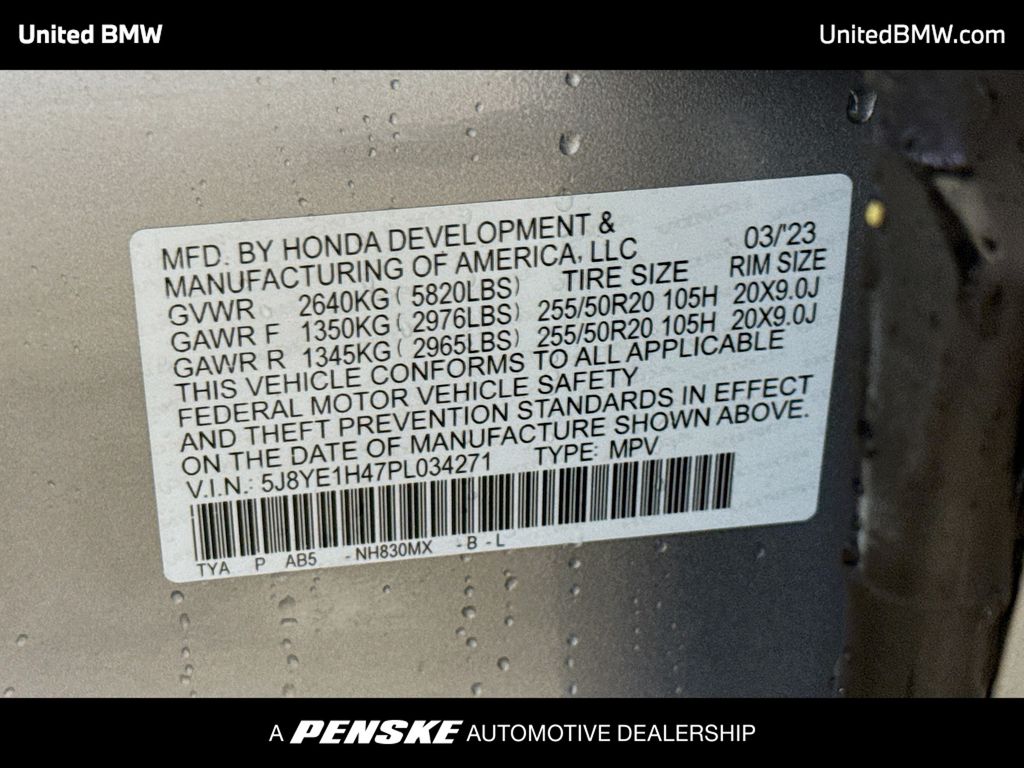 United BMW
UnitedBMW.com
MFD. BY HONDA DEVELOPMENT &
MANUFACTURING OF AMERICA, LLC 03/'23
GVWR 2640KG ( 5820LBS) TIRE SIZE RIM SIZE
GAWR F 1350KG ( 2976LBS) 255/50R20 105H 20X9.0J
GAWR R 1345KG ( 2965LBS) 255/50R20 105H 20X9.0J
THIS VEHICLE CONFORMS TO ALL APPLICABLE
FEDERAL MOTOR VEHICLE SAFETY
AND THEFT PREVENTION STANDARDS IN EFFECT
ON THE DATE OF MANUFACTURE SHOWN ABOVE.
V.I.N.: 5J8YE1H47PL034271 TYPE: MPV
TYA P AB5 -NH830MX -B-L
A PENSKE AUTOMOTIVE DEALERSHIP